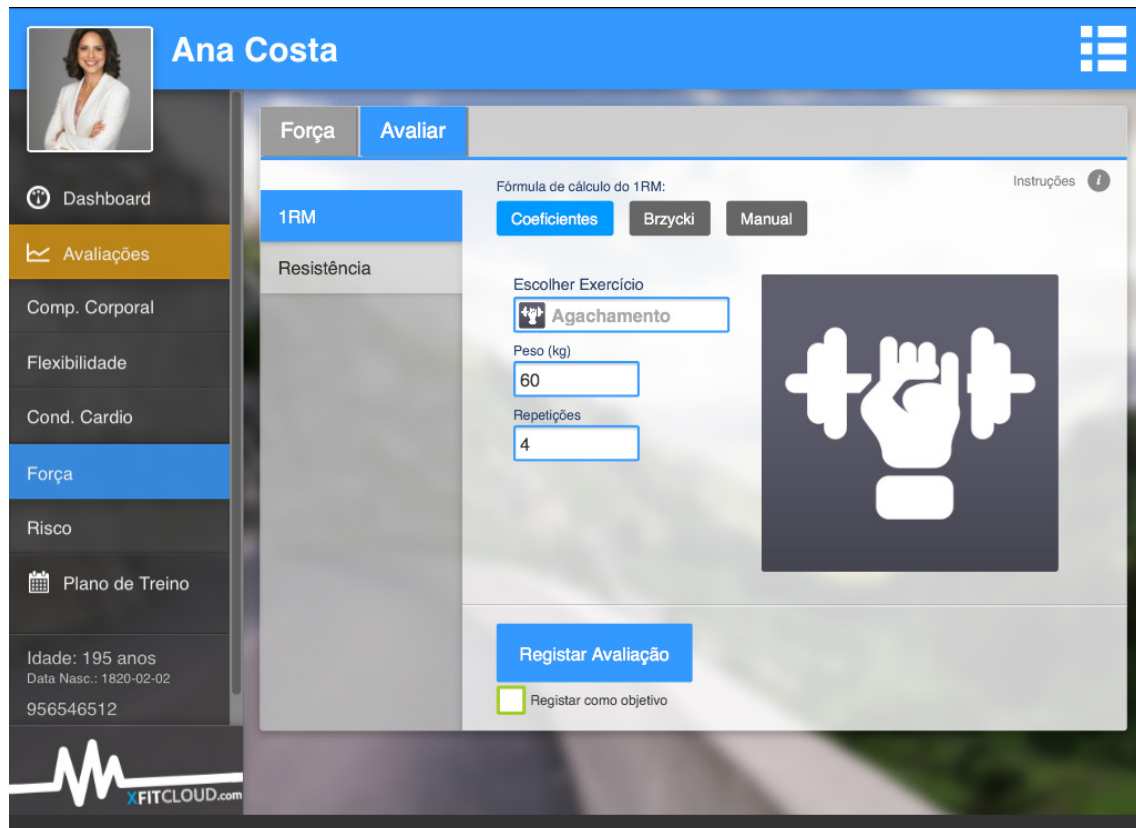 Ana Costa
Dashboard
Avaliações
Comp. Corporal
Flexibilidade
Cond. Cardio
Força
Risco
Plano de Treino
Idade: 195 anos
Data Nasc.: 1820-02-02
956546512
XFITCLOUD.com
Força Avaliar
1RM
Resistência
Fórmula de cálculo do 1RM:
Instruções i
Coeficientes Brzycki Manual
Escolher Exercício
Agachamento
Peso (kg)
60
Repetições
4
Registar Avaliação
Registar como objetivo